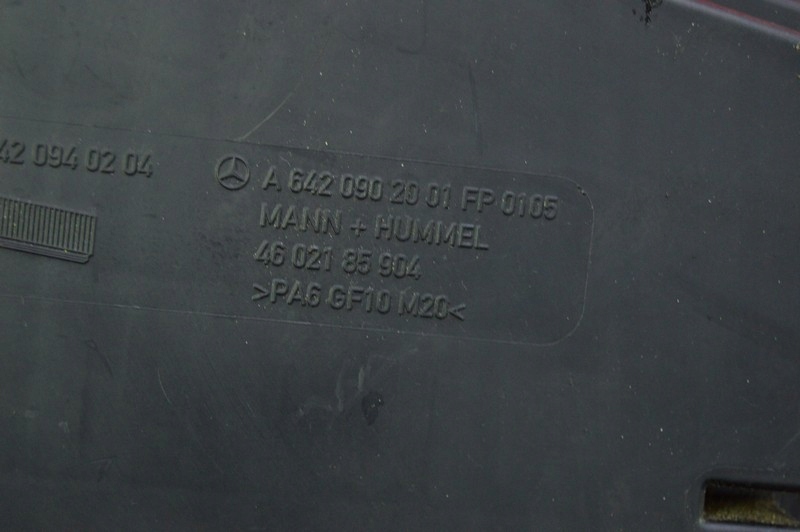 42 094 02 04
A 642 090 20 01 FP 0105
MANN + HUMMEL
46 021 85 904
>PA6 GF10 M20<